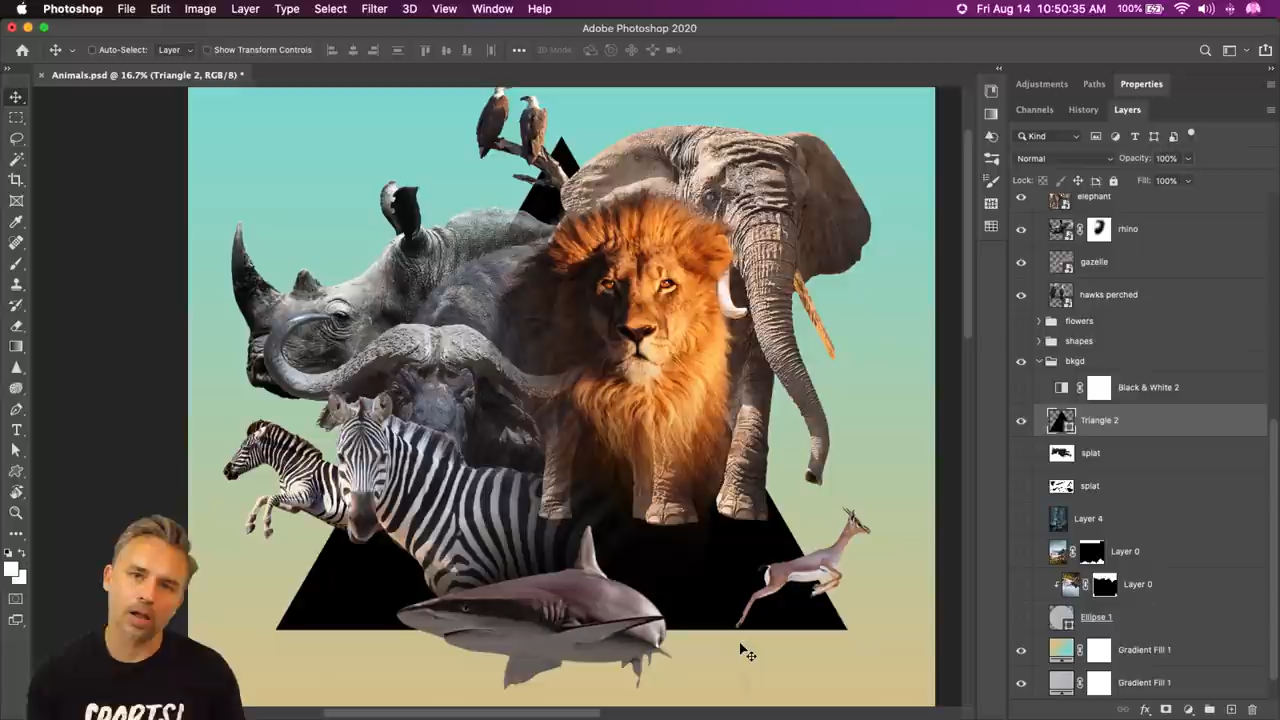 Photoshop File Edit Image Layer Type Select Filter 3D View Window Help 100% Fri Aug 14 10:50:35 AM
Adobe Photoshop 2020
Auto-Select: Layer Show Transform Controls 3D Mode
Animals.psd @ 16.7% (Triangle 2, RGB/8) *
Adjustments Paths Properties
Channels History Layers
Kind
Normal Opacity: 100%
Lock: Fill: 100%
elephant
rhino
gazelle
hawks perched
flowers
shapes
bkgd
Black & White 2
Triangle 2
splat
splat
Layer 4
Layer 0
Layer 0
Ellipse 1
Gradient Fill 1
Gradient Fill 1
SPORTS!